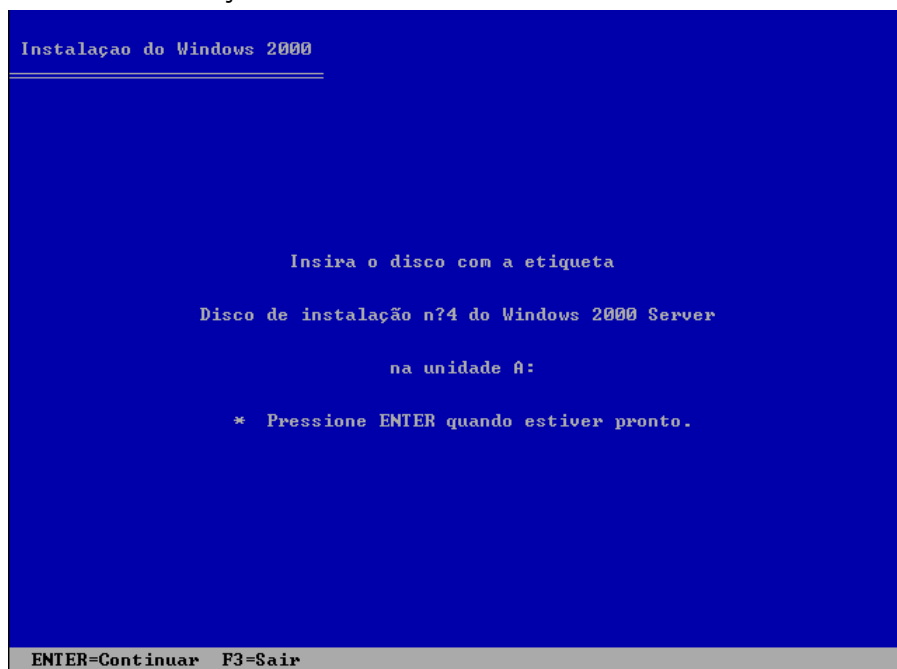 Instalaçao do Windows 2000
Insira o disco com a etiqueta
Disco de instalação n?4 do Windows 2000 Server
na unidade A:
* Pressione ENTER quando estiver pronto.
ENTER=Continuar F3=Sair